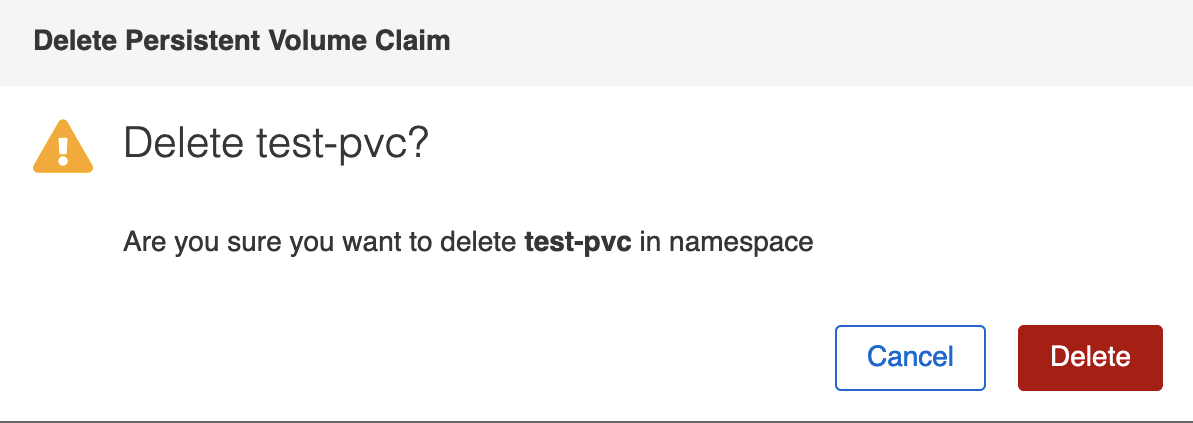 Delete Persistent Volume Claim
Delete test-pvc?
Are you sure you want to delete test-pvc in namespace
Cancel Delete